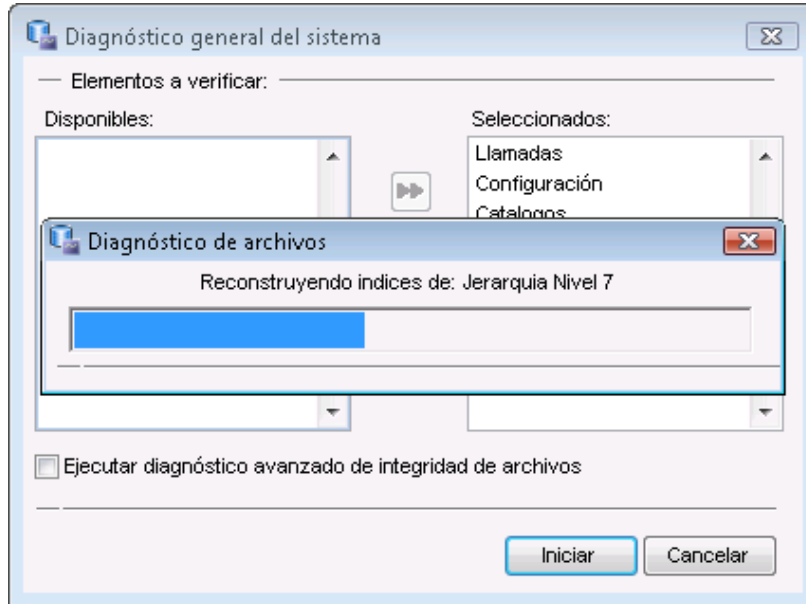 Diagnóstico general del sistema
Elementos a verificar:
Disponibles:
Seleccionados:
Llamadas
Configuración
Catalogos
Diagnóstico de archivos
Reconstruyendo indices de: Jerarquia Nivel 7
Ejecutar diagnóstico avanzado de integridad de archivos
Iniciar
Cancelar